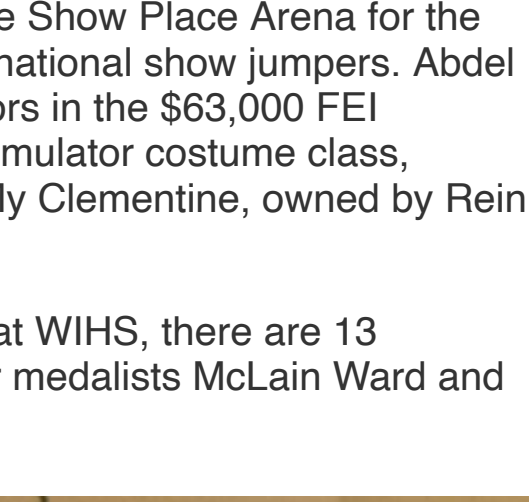 e Show Place Arena for the
national show jumpers. Abdel
ors in the $63,000 FEI
mulator costume class,
ly Clementine, owned by Rein
at WIHS, there are 13
medalists McLain Ward and